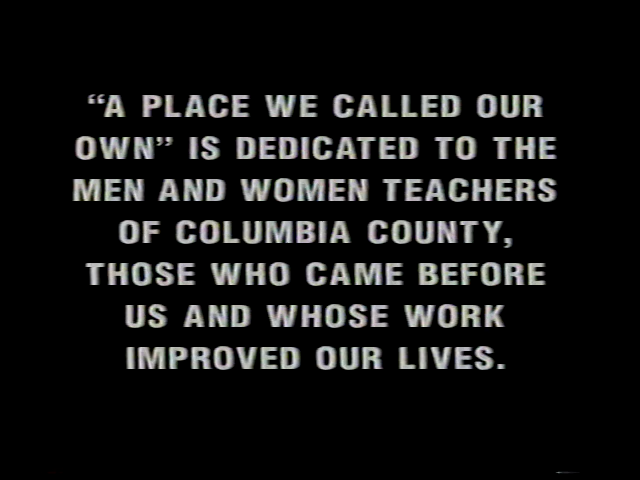 “A PLACE WE CALLED OUR
OWN” IS DEDICATED TO THE
MEN AND WOMEN TEACHERS
OF COLUMBIA COUNTY,
THOSE WHO CAME BEFORE
US AND WHOSE WORK
IMPROVED OUR LIVES.